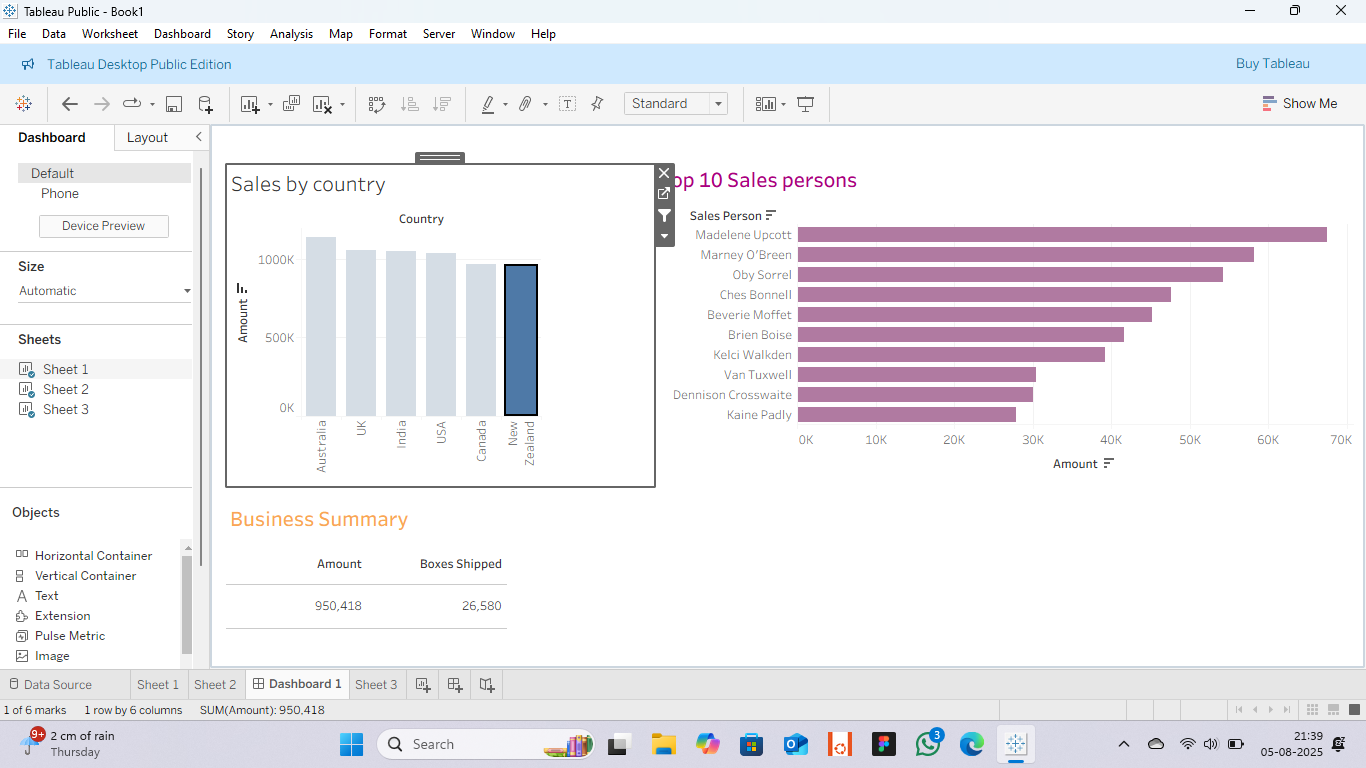 Tableau Public - Book1
File Data Worksheet Dashboard Story Analysis Map Format Server Window Help
Tableau Desktop Public Edition
Buy Tableau
Standard
Show Me
Dashboard Layout
Default
Phone
Device Preview
Size
Automatic
Sheets
Sheet 1
Sheet 2
Sheet 3
Objects
Horizontal Container
Vertical Container
Text
Extension
Pulse Metric
Image
Sales by country
Country
Amount
1000K
500K
0K
Australia
UK
India
USA
Canada
New Zealand
op 10 Sales persons
Sales Person
Madelene Upcott
Marney O'Breen
Oby Sorrel
Ches Bonnell
Beverie Moffet
Brien Boise
Kelci Walkden
Van Tuxwell
Dennison Crosswaite
Kaine Padly
0K 10K 20K 30K 40K 50K 60K 70K
Amount
Business Summary
Amount Boxes Shipped
950,418 26,580
Data Source Sheet 1 Sheet 2 Dashboard 1 Sheet 3
1 of 6 marks 1 row by 6 columns SUM(Amount): 950,418
9+
2 cm of rain
Thursday
Search
3
21:39
05-08-2025